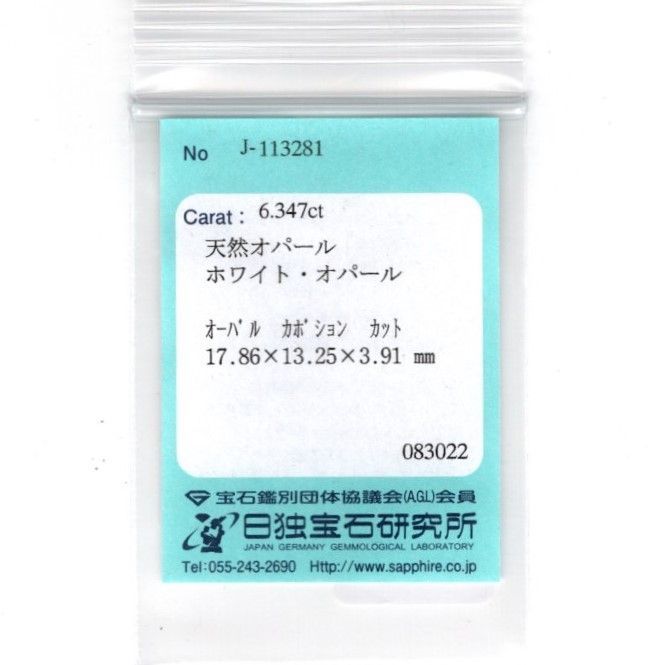 No J-113281
Carat: 6.347ct
天然オパール
ホワイト・オパール
ｵｰﾊﾞﾙ ｶﾎﾞｼｮﾝ ｶｯﾄ
17.86×13.25×3.91 mm
083022
宝石鑑別団体協議会(AGL)会員
日独宝石研究所
JAPAN GERMANY GEMMOLOGICAL LABORATORY
Tel:055-243-2690 Http://www.sapphire.co.jp